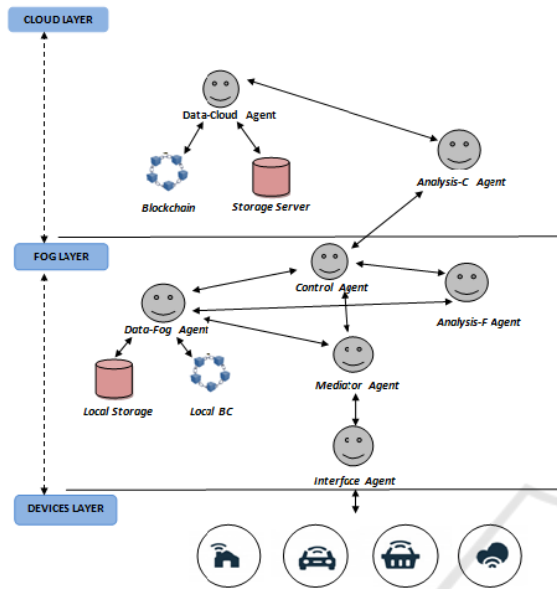 CLOUD LAYER
Data-Cloud Agent
Blockchain
Storage Server
Analysis-C Agent
FOG LAYER
Control Agent
Data-Fog Agent
Analysis-F Agent
Local Storage
Local BC
Mediator Agent
Interface Agent
DEVICES LAYER